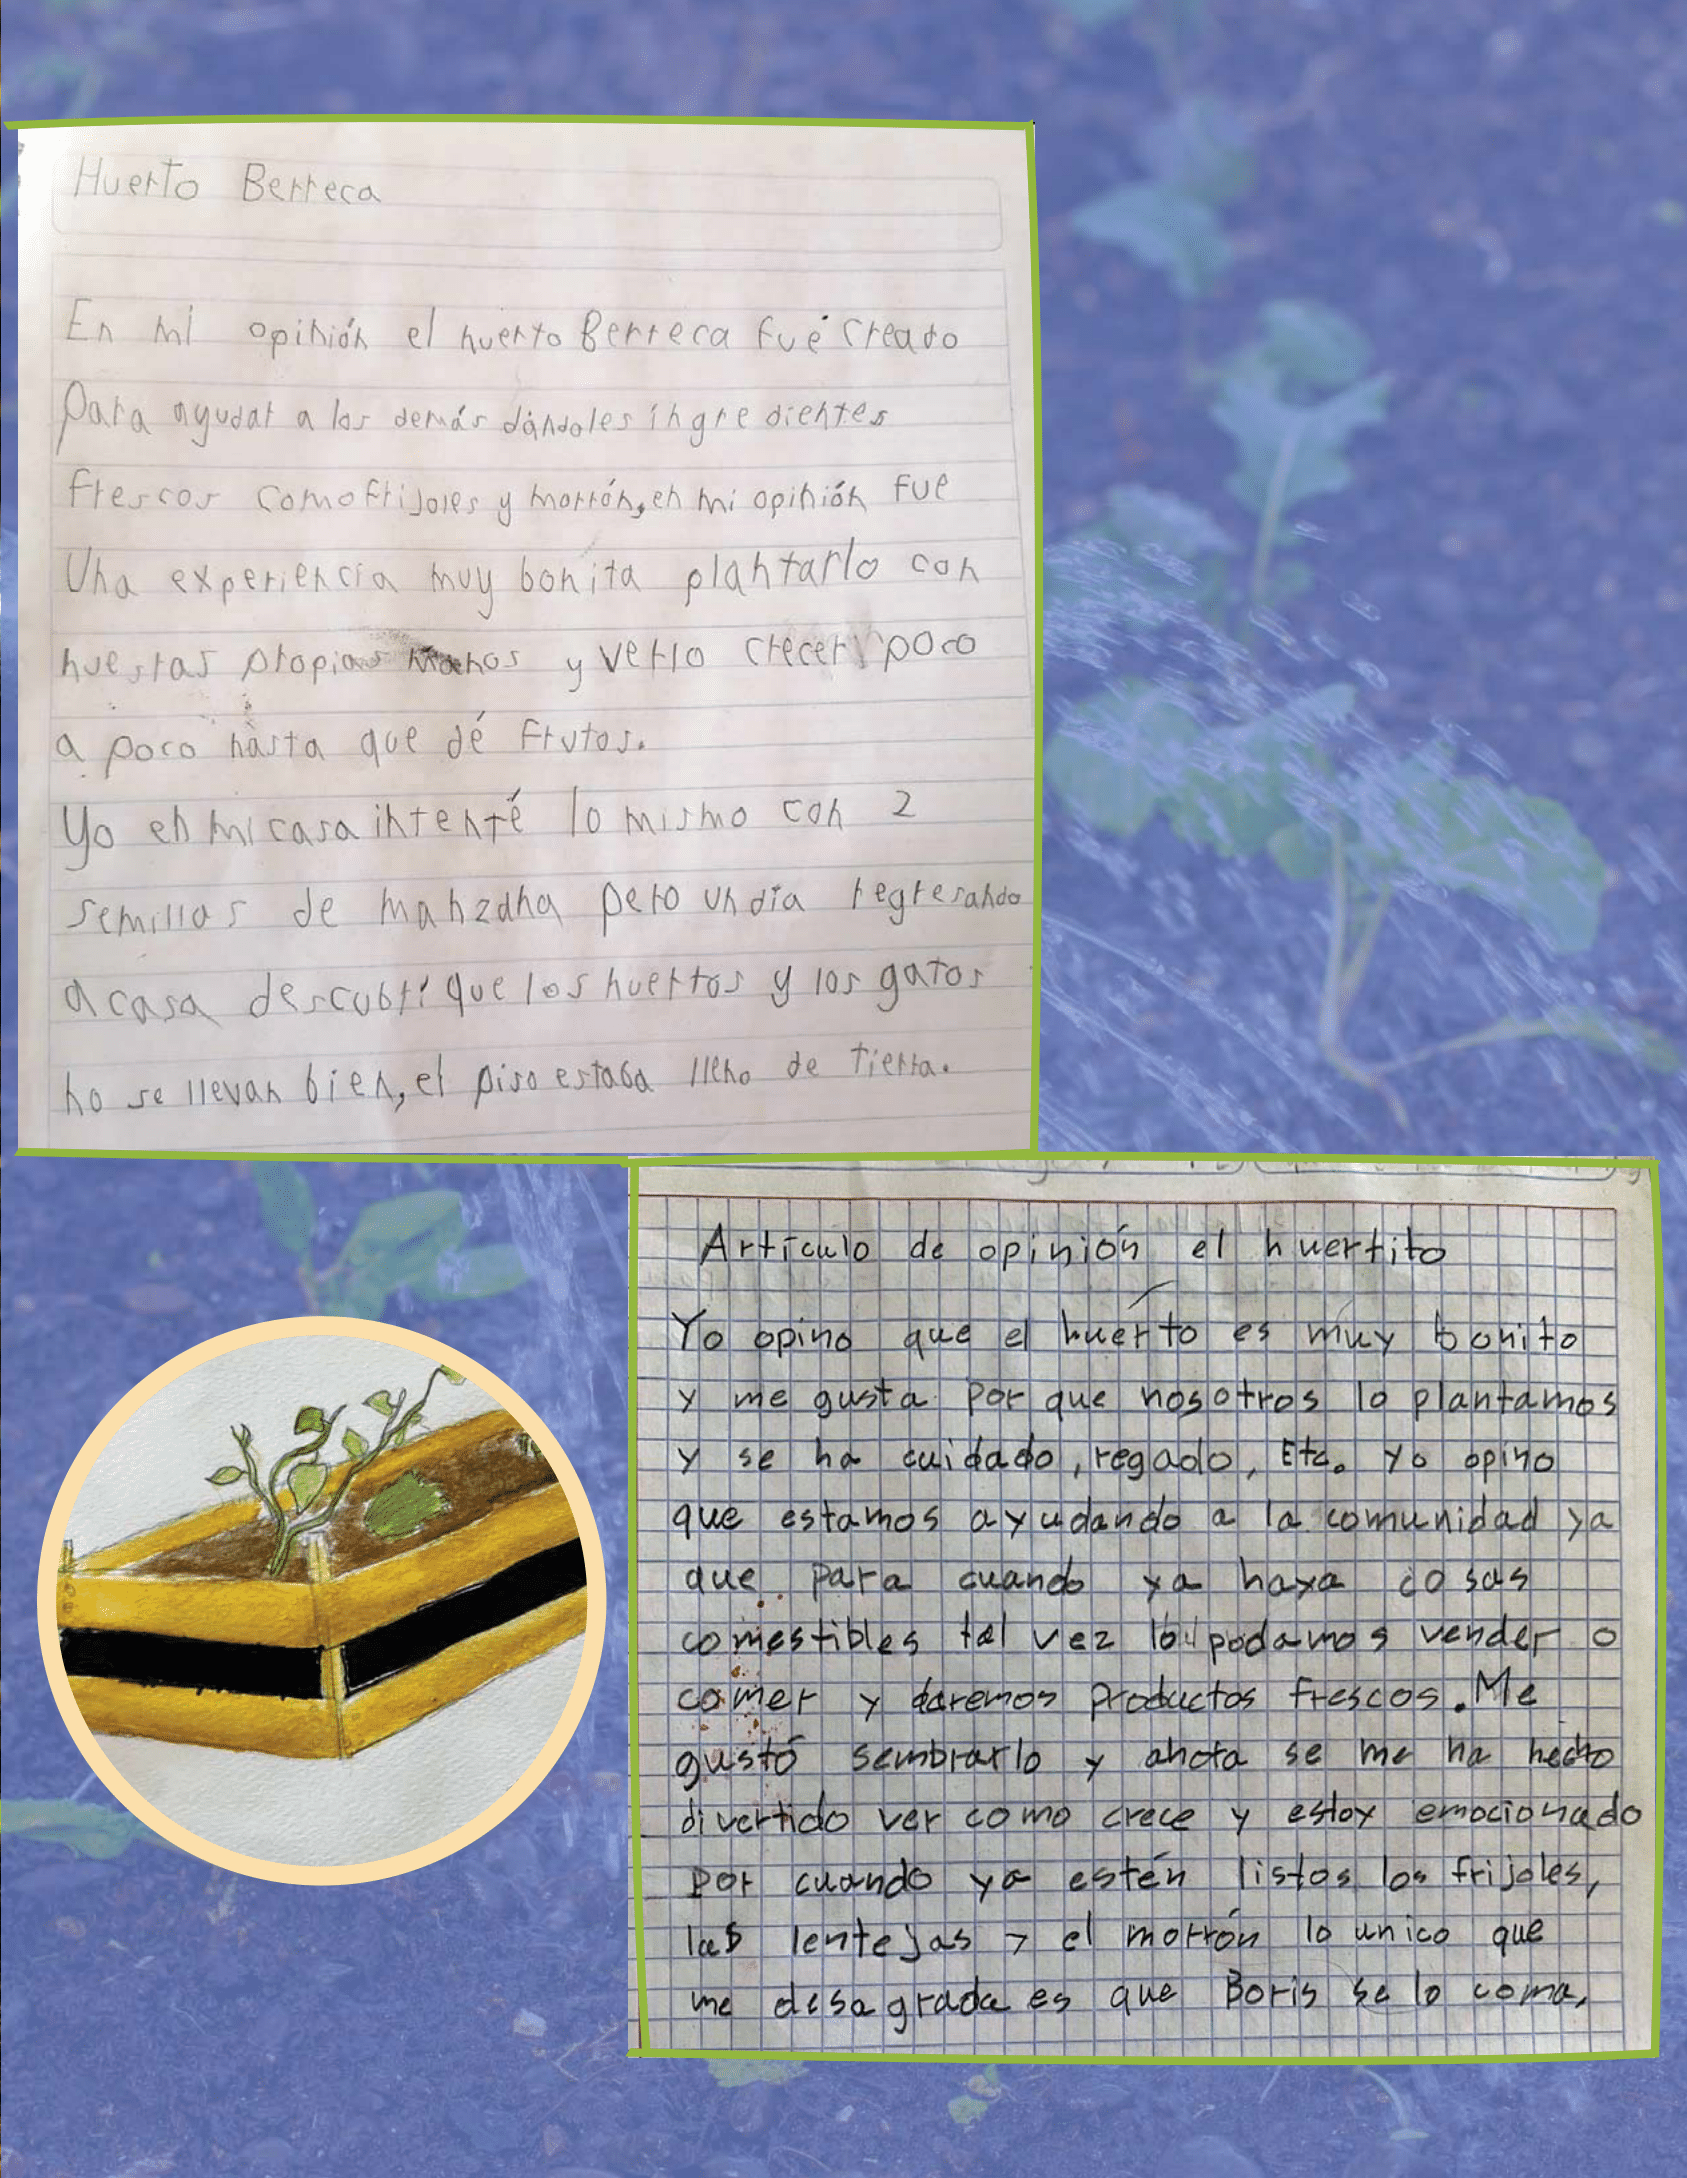 Huerto Berreca
En mi opinión el huerto Berreca fué creado
Para ayudar a los demás dándoles ingredientes
frescos como frijoles y morrón, en mi opinión fue
Una experiencia muy bonita plantarlo con
nuestas propias manos y verlo crecer poco
a poco hasta que dé frutos.
Yo en mi casa intenté lo mismo con 2
semillas de manzana pero un día regresando
a casa descubrí que los huertos y los gatos
no se llevan bien, el piso estaba lleno de tierra.
Artículo de opinión el huertito
Yo opino que el huerto es muy bonito
y me gusta Por que nosotros lo plantamos
y se ha cuidado, regado, Etc. Yo opino
que estamos ayudando a la comunidad ya
que para cuando ya haya cosas
comestibles tal vez lo podamos vender o
comer y daremos productos frescos. Me
gustó sembrarlo y ahora se me ha hecho
divertido ver como crece y estoy emocionado
por cuando ya estén listos los frijoles,
las lentejas y el morrón lo unico que
me desagrada es que Boris se lo coma,